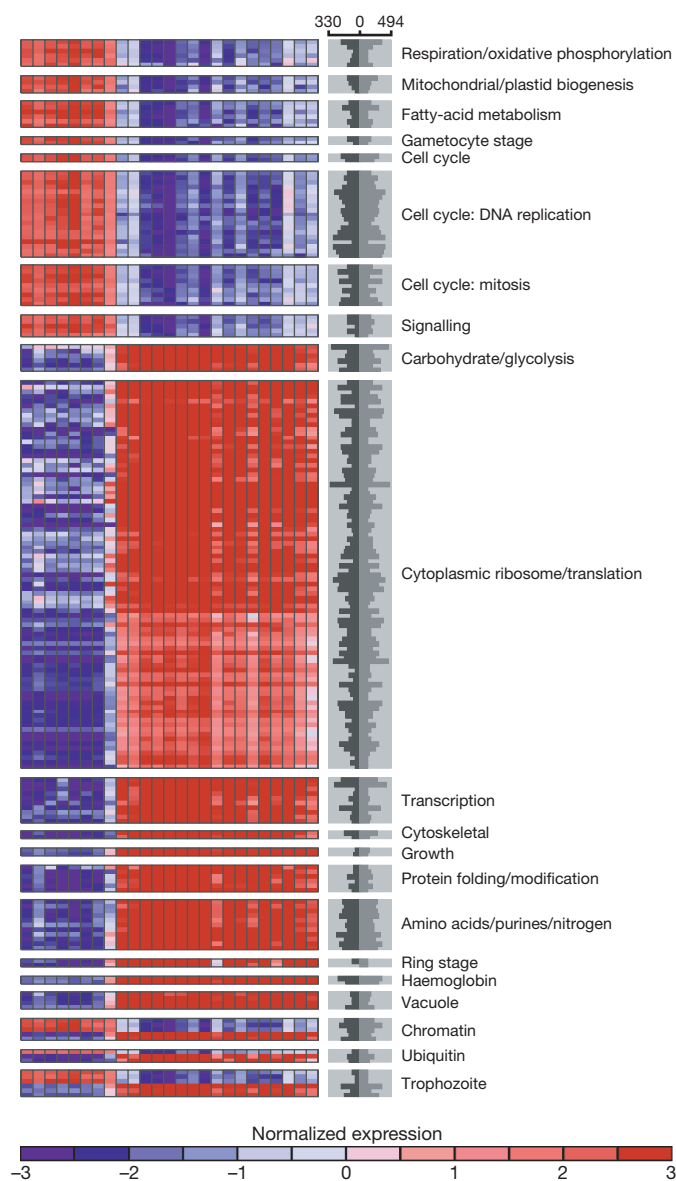 330 0 494
Respiration/oxidative phosphorylation
Mitochondrial/plastid biogenesis
Fatty-acid metabolism
Gametocyte stage
Cell cycle
Cell cycle: DNA replication
Cell cycle: mitosis
Signalling
Carbohydrate/glycolysis
Cytoplasmic ribosome/translation
Transcription
Cytoskeletal
Growth
Protein folding/modification
Amino acids/purines/nitrogen
Ring stage
Haemoglobin
Vacuole
Chromatin
Ubiquitin
Trophozoite
Normalized expression
–3 –2 –1 0 1 2 3